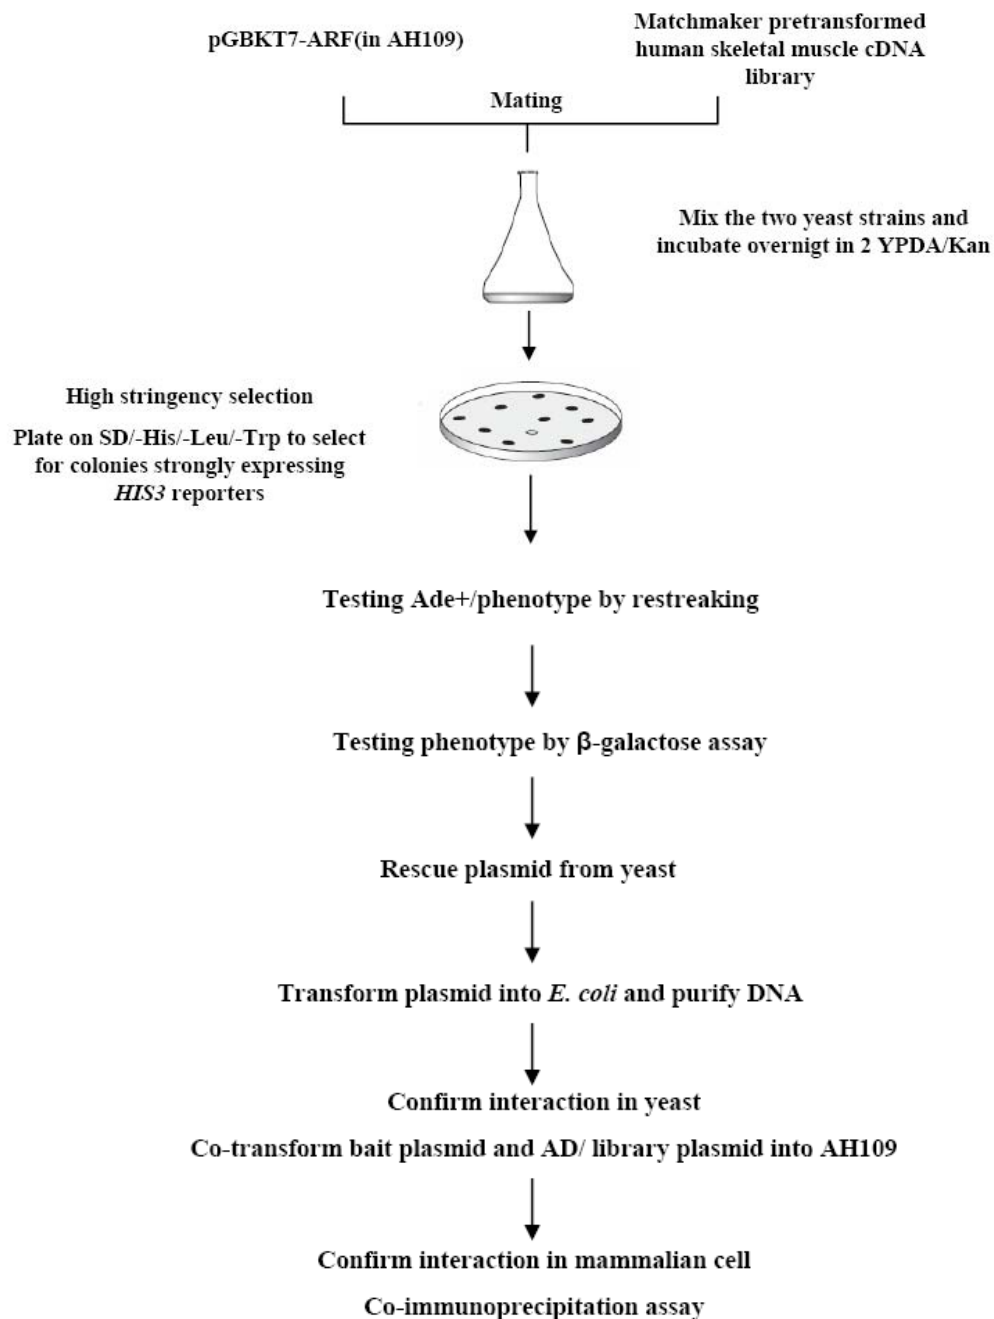 pGBKT7-ARF(in AH109)
Matchmaker pretransformed
human skeletal muscle cDNA
library
Mating
Mix the two yeast strains and
incubate overnigt in 2 YPDA/Kan
High stringency selection
Plate on SD/-His/-Leu/-Trp to select
for colonies strongly expressing
HIS3 reporters
Testing Ade+/phenotype by restreaking
Testing phenotype by β-galactose assay
Rescue plasmid from yeast
Transform plasmid into E. coli and purify DNA
Confirm interaction in yeast
Co-transform bait plasmid and AD/ library plasmid into AH109
Confirm interaction in mammalian cell
Co-immunoprecipitation assay